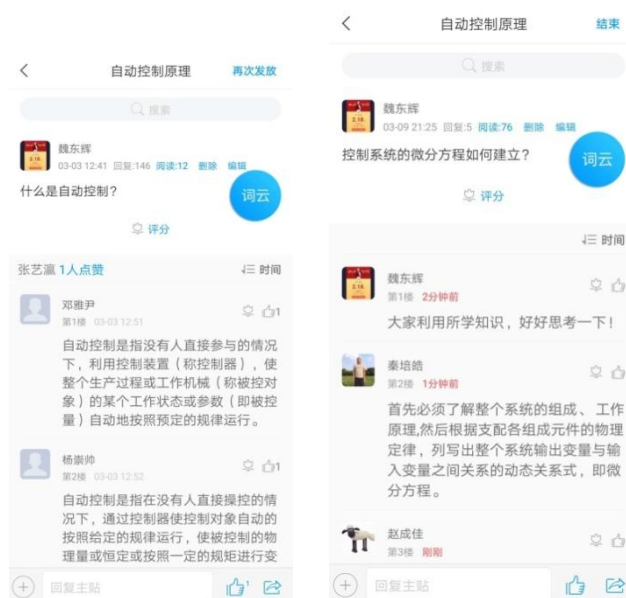 自动控制原理
再次发放
搜索
魏东辉
03-03 12:41 回复:146 阅读:12 删除 编辑
什么是自动控制？
词云
评分
张艺瀛 1人点赞
时间
邓雅尹
1
第1楼 03-03 12:51
自动控制是指没有人直接参与的情况
下，利用控制装置（称控制器），使
整个生产过程或工作机械（称被控对
象）的某个工作状态或参数（即被控
量）自动地按照预定的规律运行。
杨崇帅
1
第2楼 03-03 12:52
自动控制是指在没有人直接操控的情
况下，通过控制器使控制对象自动的
按照给定的规律运行，使被控制的物
理量或恒定或按照一定的规矩进行变
回复主贴
1
自动控制原理
结束
搜索
魏东辉
03-09 21:25 回复:5 阅读:76 删除 编辑
控制系统的微分方程如何建立？
词云
评分
时间
魏东辉
第1楼 2分钟前
大家利用所学知识，好好思考一下！
秦培皓
第2楼 1分钟前
首先必须了解整个系统的组成、工作
原理,然后根据支配各组成元件的物理
定律，列写出整个系统输出变量与输
入变量之间关系的动态关系式，即微
分方程。
赵成佳
第3楼 刚刚
回复主贴